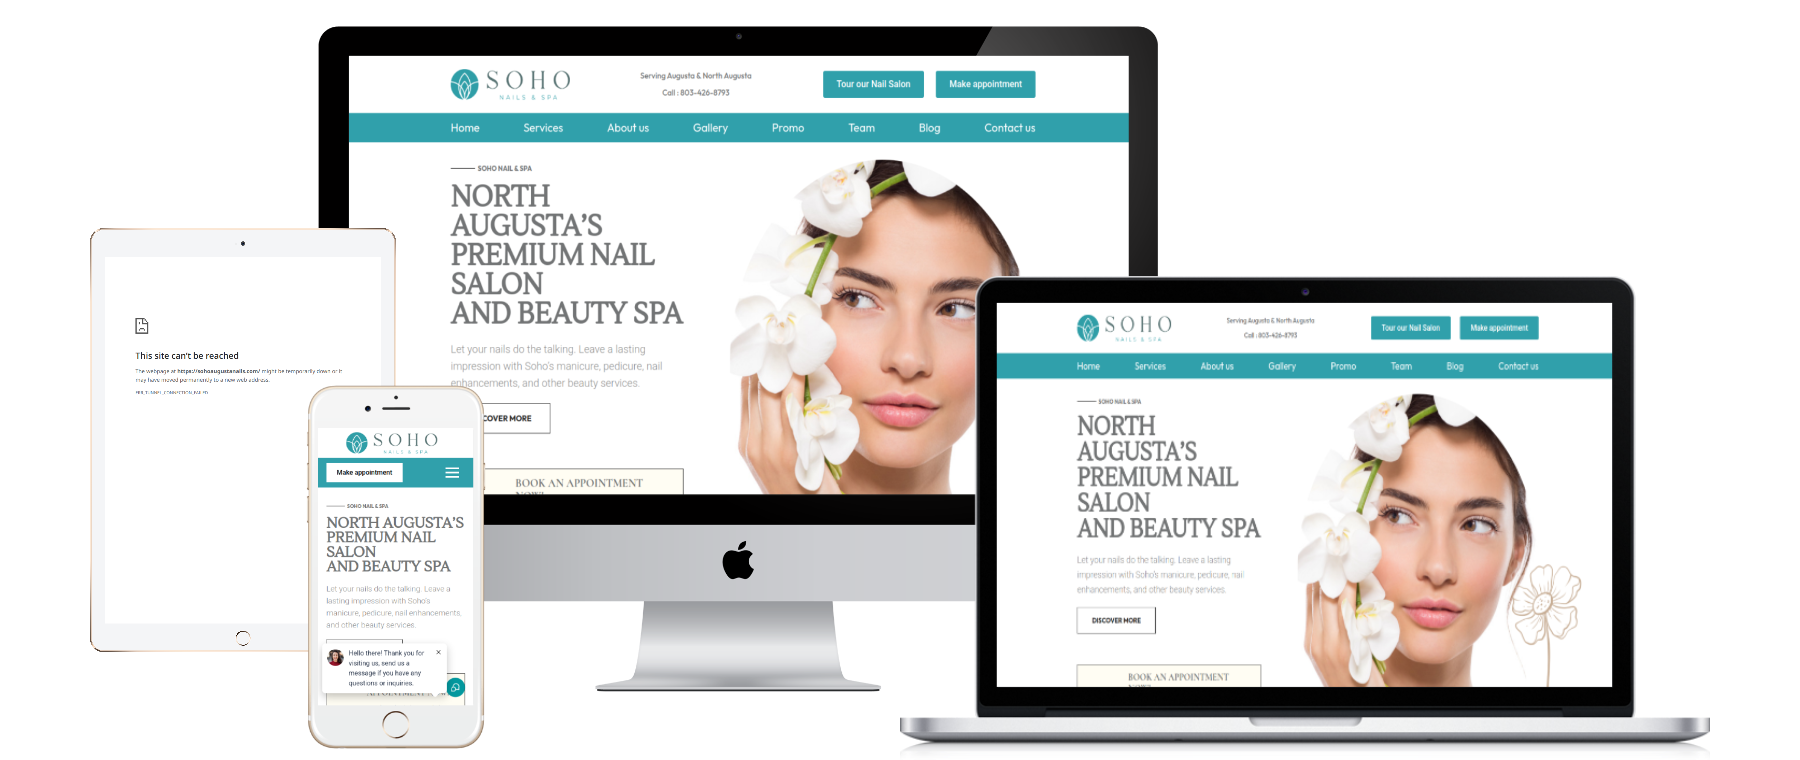 SOHO
NAILS & SPA
Serving Augusta & North Augusta
Call : 803-426-8793
Tour our Nail Salon
Make appointment
Home Services About us Gallery Promo Team Blog Contact us
SOHO NAIL & SPA
NORTH
AUGUSTA'S
PREMIUM NAIL
SALON
AND BEAUTY SPA
Let your nails do the talking. Leave a lasting
impression with Soho's manicure, pedicure, nail
enhancements, and other beauty services.
COVER MORE
BOOK AN APPOINTMENT
This site can't be reached
The webpage at https://sohoaugustanails.com/ might be temporarily down or it
may have moved permanently to a new web address.
SOHO
NAILS & SPA
Make appointment
SOHO NAIL & SPA
NORTH AUGUSTA'S
PREMIUM NAIL
SALON
AND BEAUTY SPA
Let your nails do the talking. Leave a
lasting impression with Soho's
manicure, pedicure, nail enhancements,
and other beauty services.
Hello there! Thank you for
visiting us, send us a
message if you have any
questions or inquiries.
SOHO
NAILS & SPA
Serving Augusta & North Augusta
Call : 803-426-8793
Tour our Nail Salon
Make appointment
Home Services About us Gallery Promo Team Blog Contact us
SOHO NAIL & SPA
NORTH
AUGUSTA'S
PREMIUM NAIL
SALON
AND BEAUTY SPA
Let your nails do the talking. Leave a lasting
impression with Soho's manicure, pedicure, nail
enhancements, and other beauty services.
DISCOVER MORE
BOOK AN APPOINTMENT